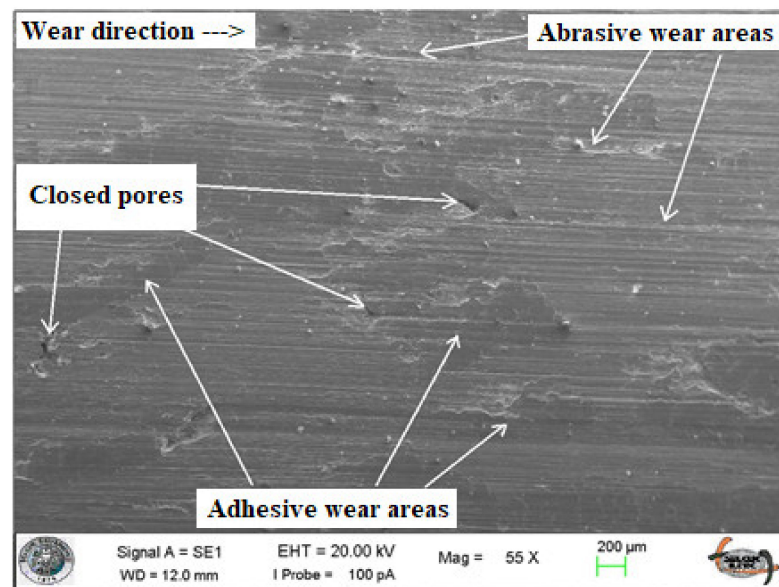 Wear direction --->
Abrasive wear areas
Closed pores
Adhesive wear areas
Signal A = SE1
EHT = 20.00 kV
Mag = 55 X
200 µm
WD = 12.0 mm
I Probe = 100 pA